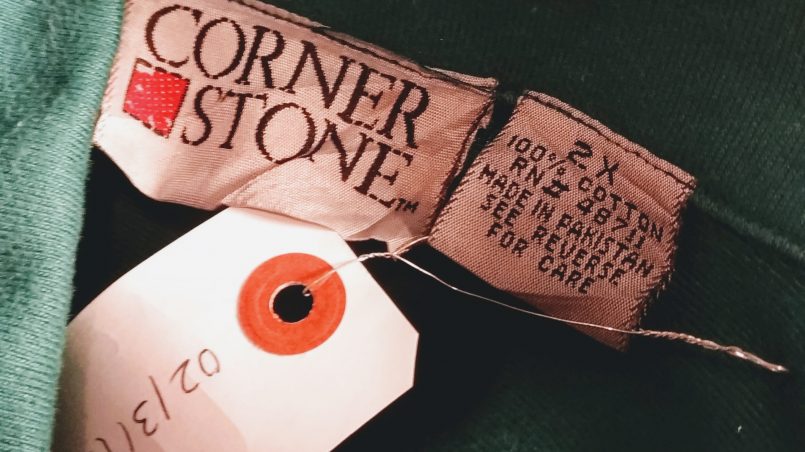 CORNER
STONE™
2X
100% COTTON
RN# 48711
MADE IN PAKISTAN
SEE REVERSE
FOR CARE